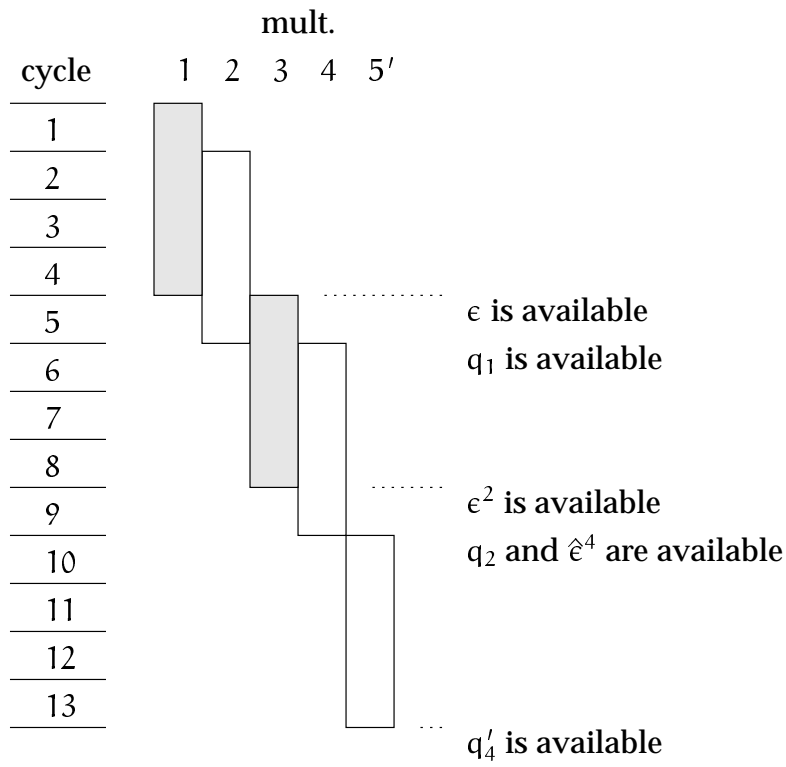 mult.
cycle 1 2 3 4 5′
1
2
3
4
ϵ is available
5
q₁ is available
6
7
8
ϵ² is available
9
q₂ and ϵ̂⁴ are available
10
11
12
13
q′₄ is available